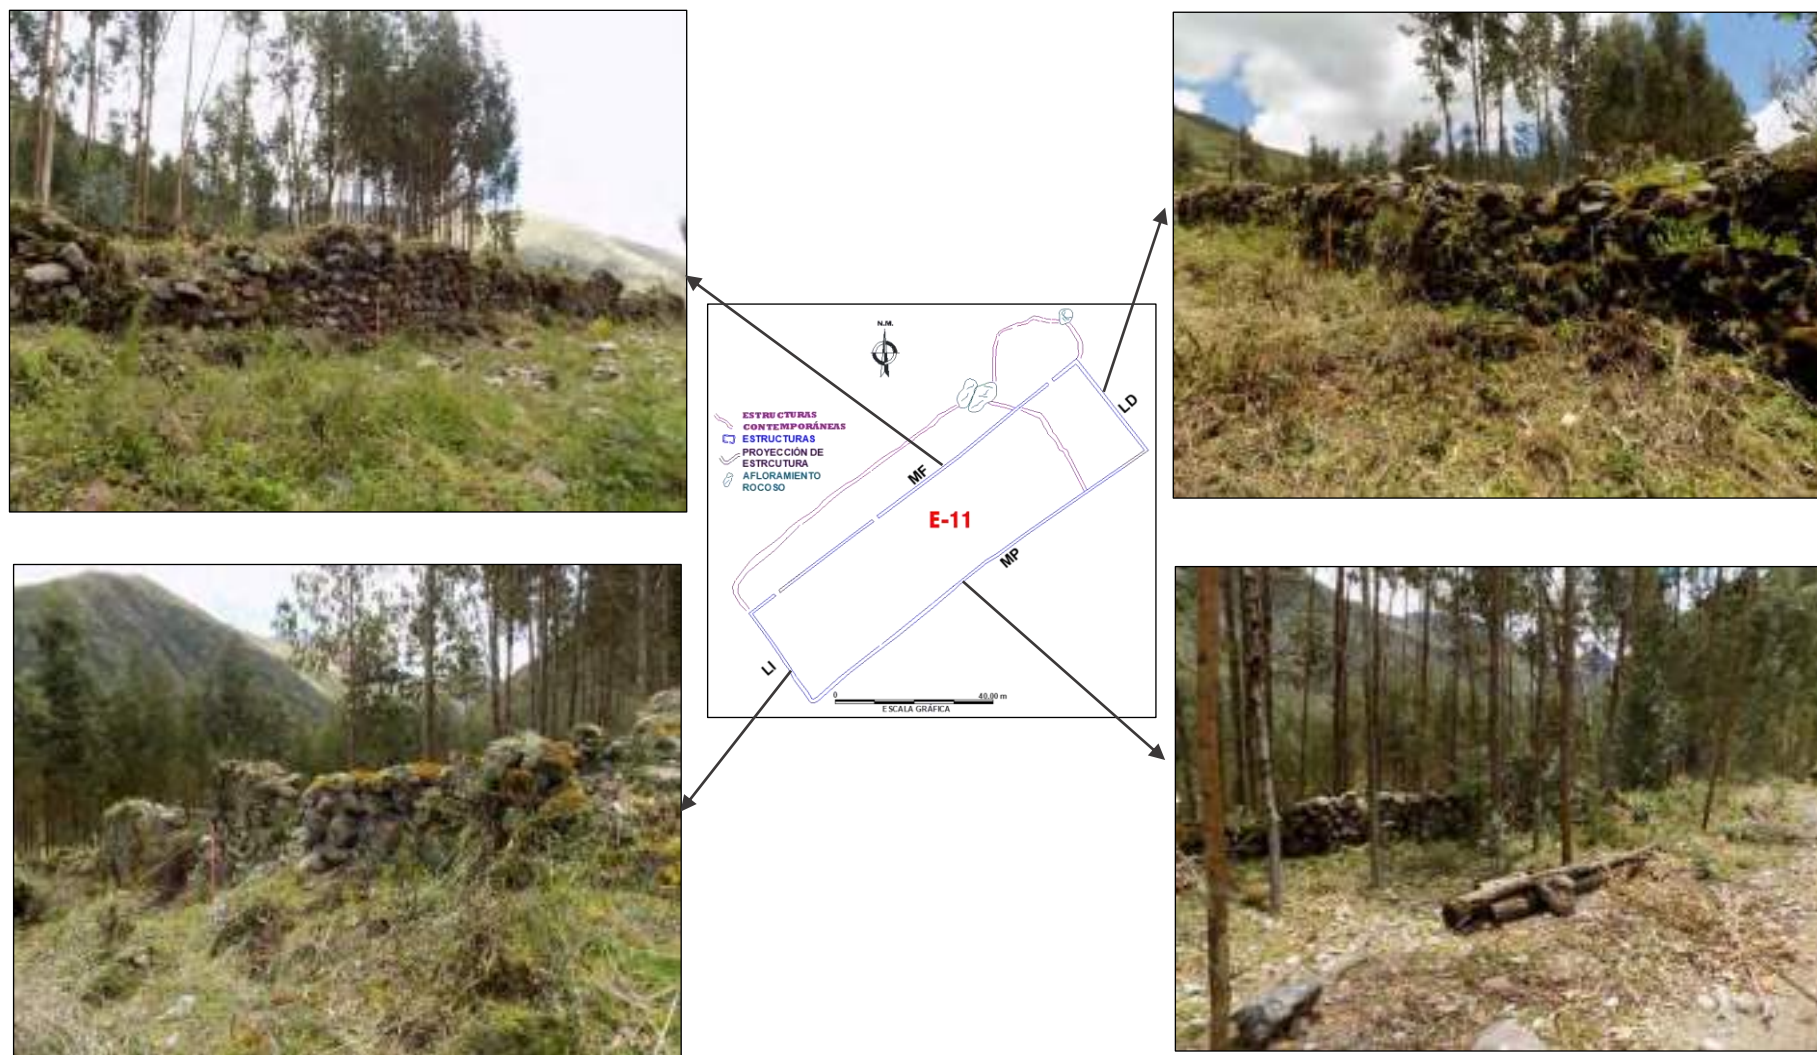 N.M.
ESTRUCTURAS
CONTEMPORÁNEAS
ESTRUCTURAS
PROYECCIÓN DE
ESTRCUTURA
AFLORAMIENTO
ROCOSO
LD
MF
E-11
MP
LI
0 40.00 m
ESCALA GRÁFICA